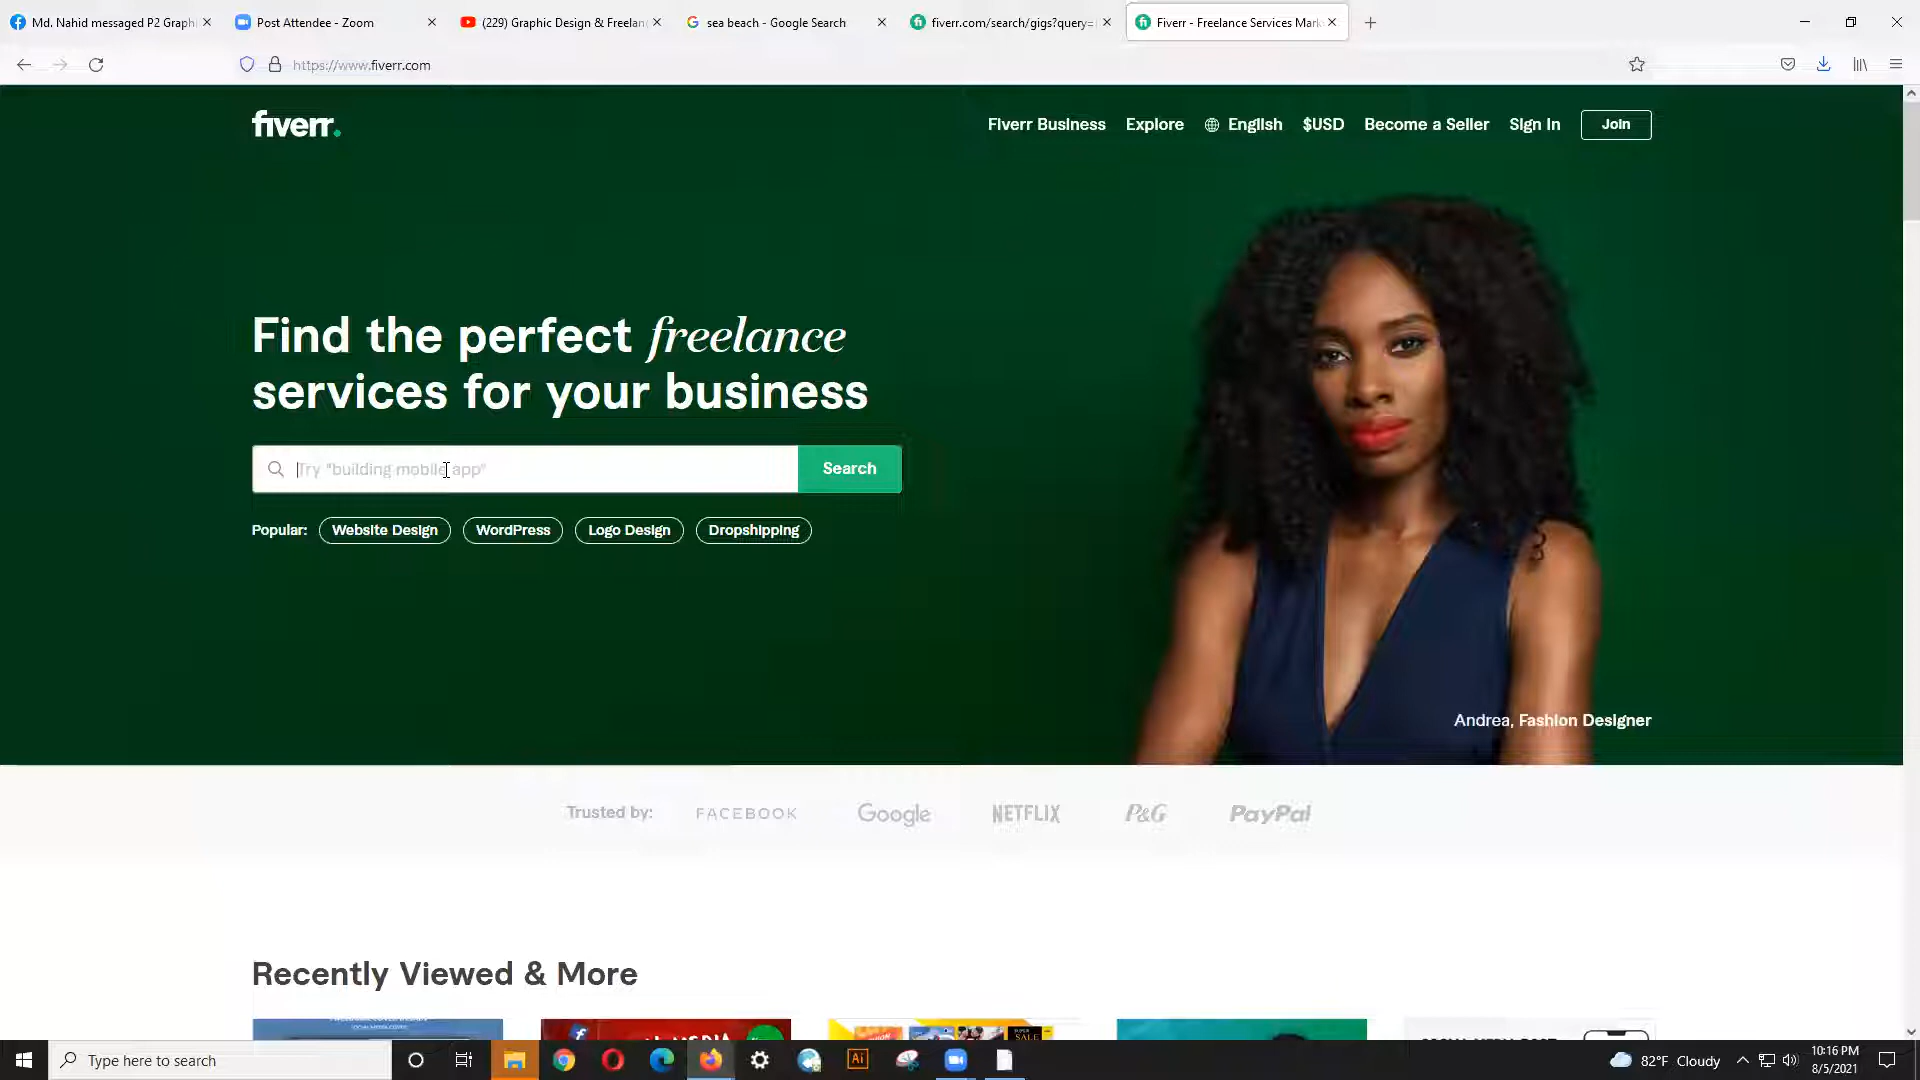 Md. Nahid messaged P2 Graphi
Post Attendee - Zoom
(229) Graphic Design & Freelan
sea beach - Google Search
fiverr.com/search/gigs?query=
Fiverr - Freelance Services Mark
https://www.fiverr.com
fiverr.
Fiverr Business
Explore
English
$USD
Become a Seller
Sign In
Join
Find the perfect freelance
services for your business
Try "building mobile app"
Search
Popular:
Website Design
WordPress
Logo Design
Dropshipping
Andrea, Fashion Designer
Trusted by:
FACEBOOK
Google
NETFLIX
P&G
PayPal
Recently Viewed & More
SUPER
SALE
Type here to search
Ai
82°F Cloudy
10:16 PM
8/5/2021